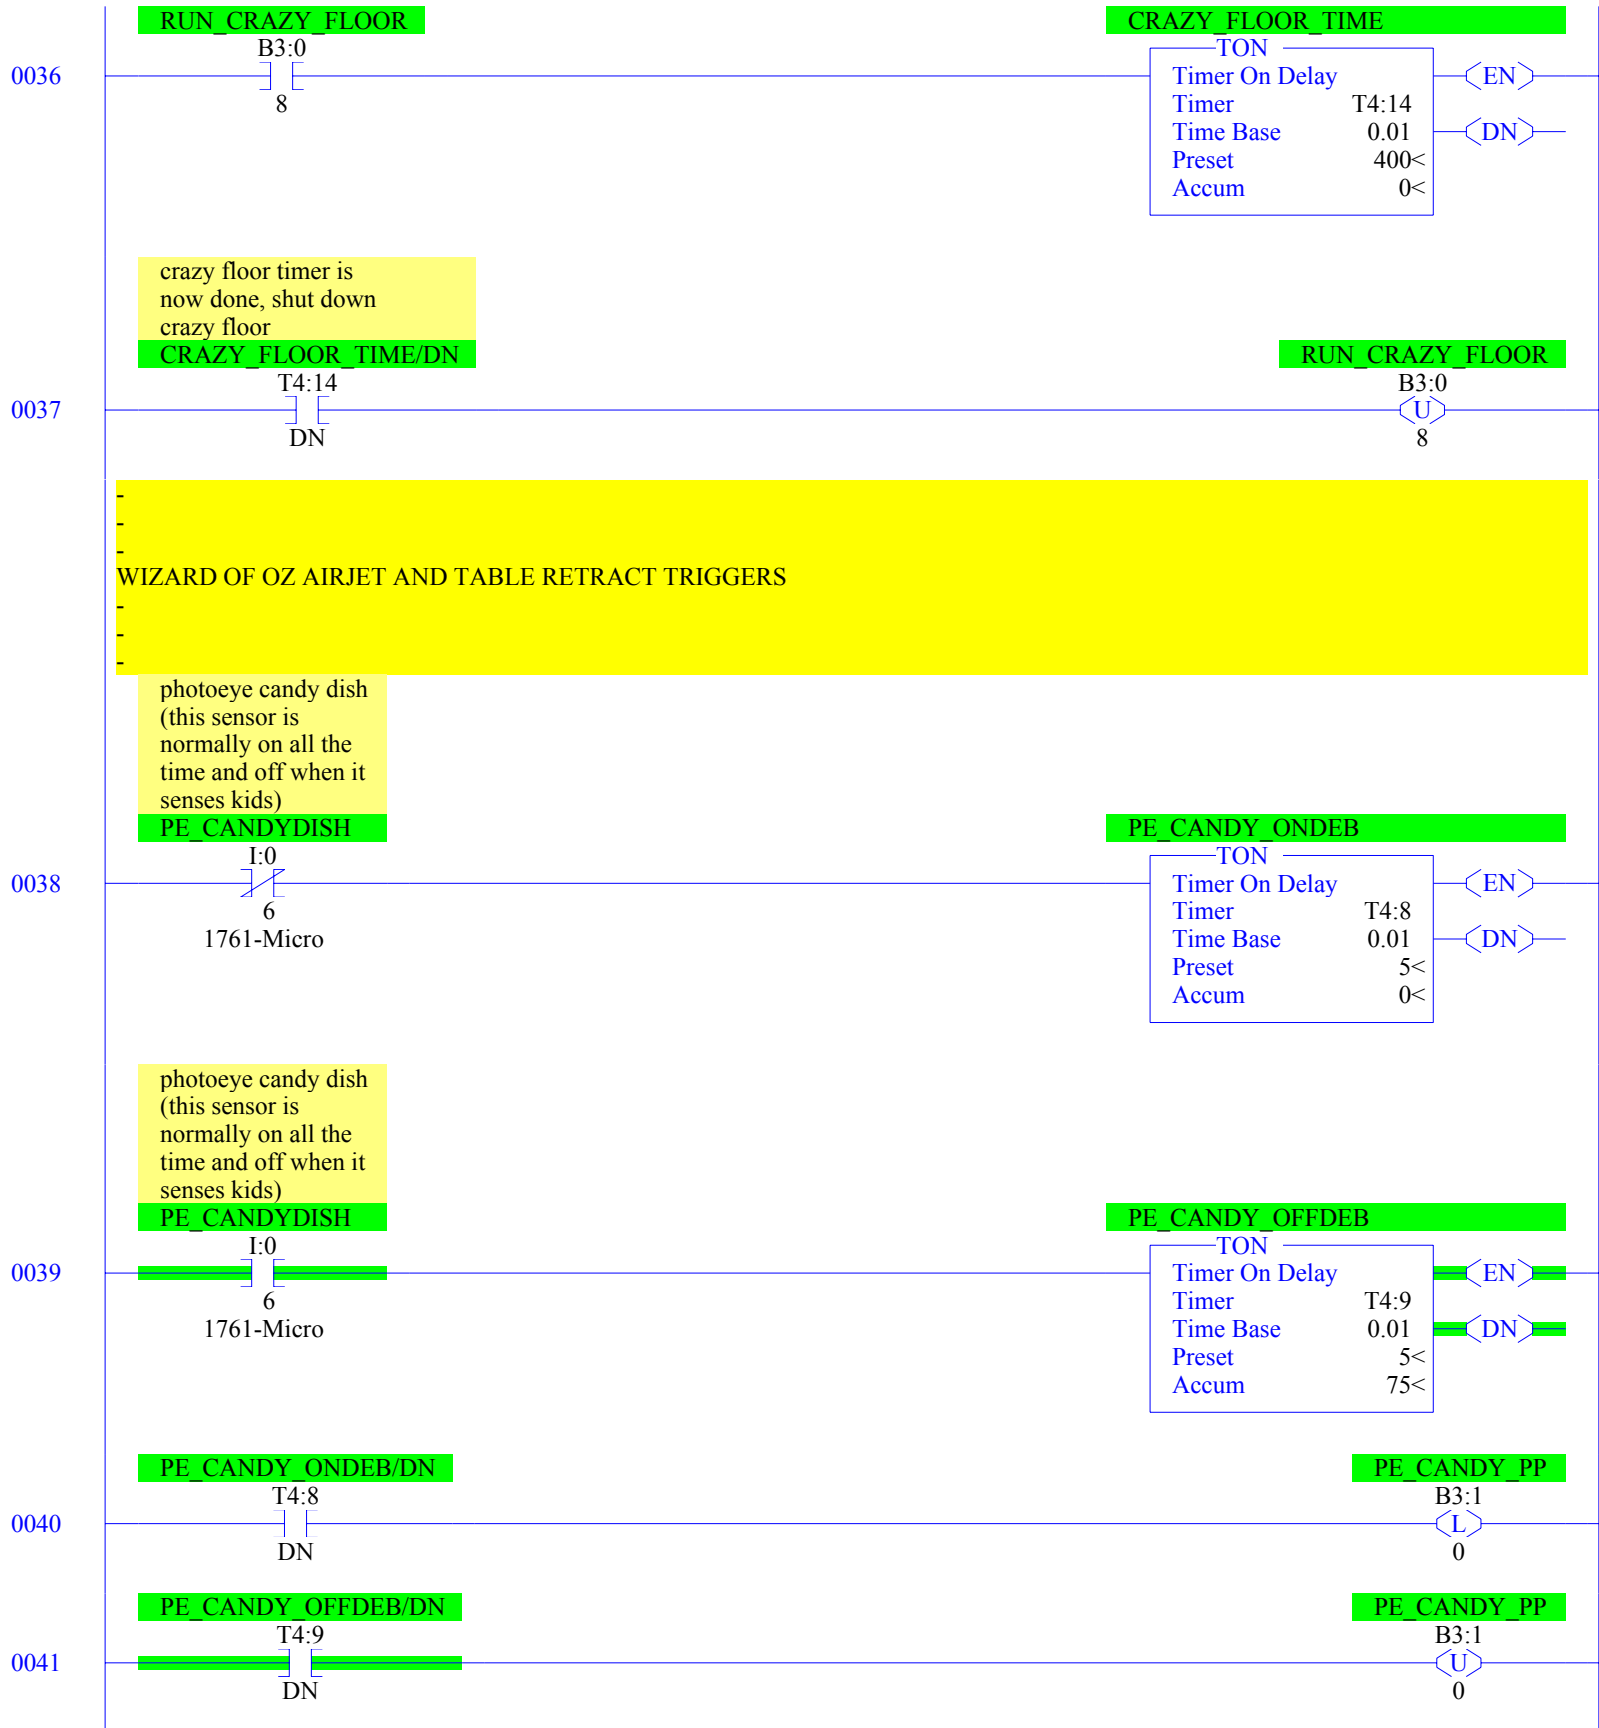 RUN_CRAZY_FLOOR
B3:0
8
0036
CRAZY_FLOOR_TIME
TON
Timer On Delay
Timer T4:14
Time Base 0.01
Preset 400<
Accum 0<
EN
DN
crazy floor timer is
now done, shut down
crazy floor
CRAZY_FLOOR_TIME/DN
T4:14
DN
0037
RUN_CRAZY_FLOOR
B3:0
U
8
-
-
-
WIZARD OF OZ AIRJET AND TABLE RETRACT TRIGGERS
-
-
-
photoeye candy dish
(this sensor is
normally on all the
time and off when it
senses kids)
PE_CANDYDISH
I:0
6
1761-Micro
0038
PE_CANDY_ONDEB
TON
Timer On Delay
Timer T4:8
Time Base 0.01
Preset 5<
Accum 0<
EN
DN
photoeye candy dish
(this sensor is
normally on all the
time and off when it
senses kids)
PE_CANDYDISH
I:0
6
1761-Micro
0039
PE_CANDY_OFFDEB
TON
Timer On Delay
Timer T4:9
Time Base 0.01
Preset 5<
Accum 75<
EN
DN
PE_CANDY_ONDEB/DN
T4:8
DN
0040
PE_CANDY_PP
B3:1
L
0
PE_CANDY_OFFDEB/DN
T4:9
DN
0041
PE_CANDY_PP
B3:1
U
0